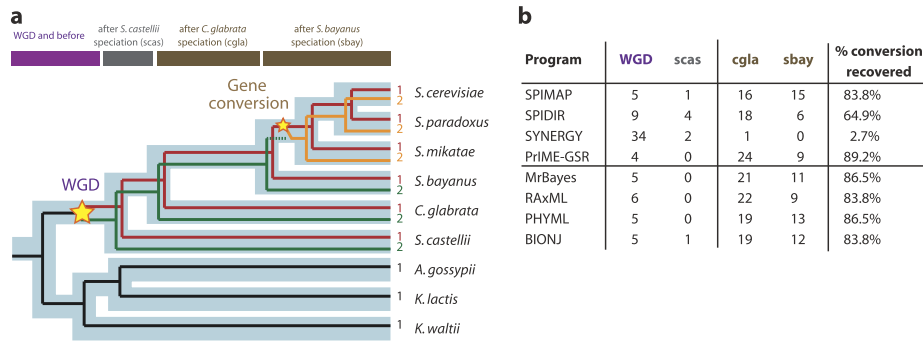 a
WGD and before
after S. castellii
speciation (scas)
after C. glabrata
speciation (cgla)
after S. bayanus
speciation (sbay)
Gene
conversion
WGD
1
2
S. cerevisiae
1
2
S. paradoxus
1
2
S. mikatae
1
2
S. bayanus
1
2
C. glabrata
1
2
S. castellii
1
A. gossypii
1
K. lactis
1
K. waltii
b
Program WGD scas cgla sbay % conversion recovered
SPIMAP 5 1 16 15 83.8%
SPIDIR 9 4 18 6 64.9%
SYNERGY 34 2 1 0 2.7%
PrIME-GSR 4 0 24 9 89.2%
MrBayes 5 0 21 11 86.5%
RAxML 6 0 22 9 83.8%
PHYML 5 0 19 13 86.5%
BIONJ 5 1 19 12 83.8%